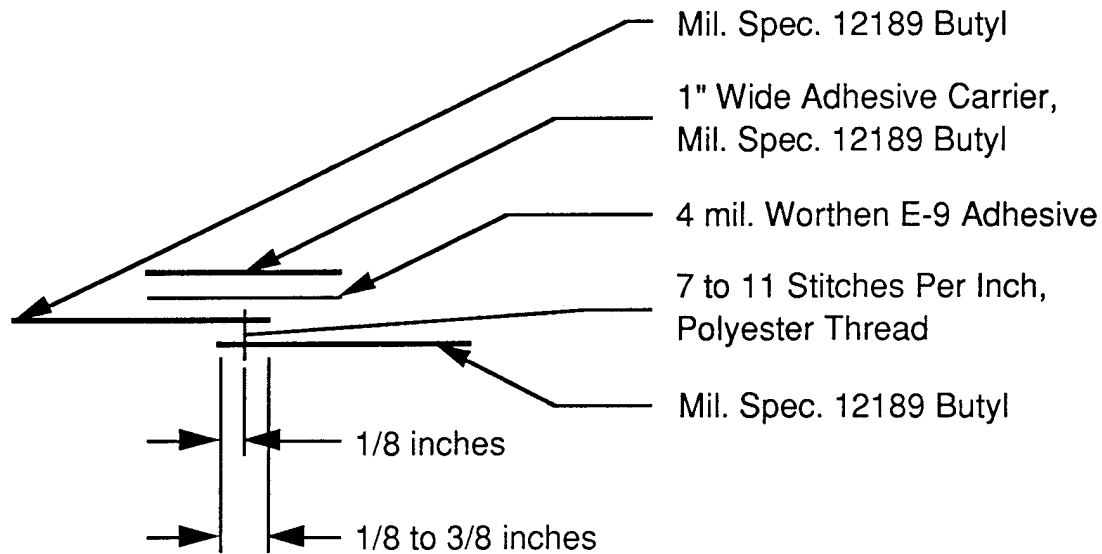 Mil. Spec. 12189 Butyl
1" Wide Adhesive Carrier,
Mil. Spec. 12189 Butyl
4 mil. Worthen E-9 Adhesive
7 to 11 Stitches Per Inch,
Polyester Thread
Mil. Spec. 12189 Butyl
1/8 inches
1/8 to 3/8 inches